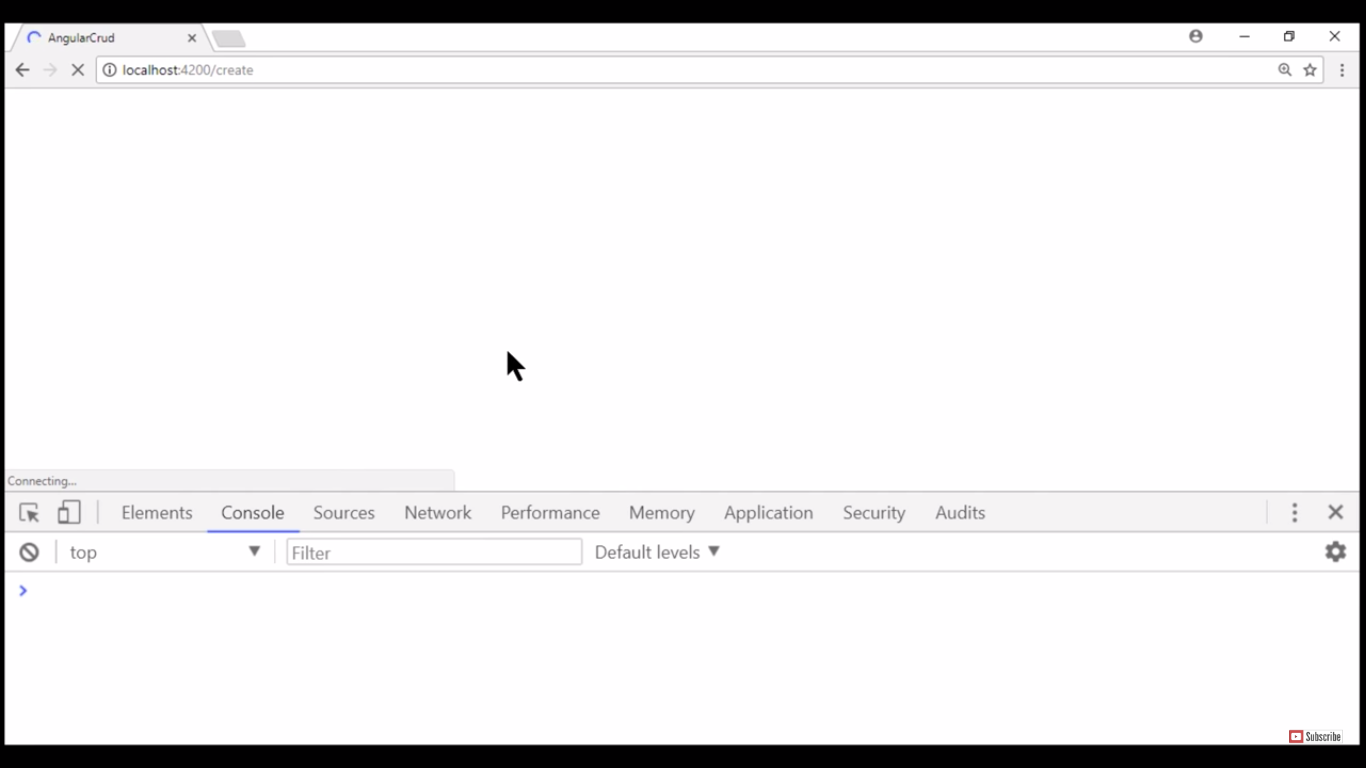 AngularCrud
localhost:4200/create
Connecting...
Elements Console Sources Network Performance Memory Application Security Audits
top Filter Default levels
Subscribe